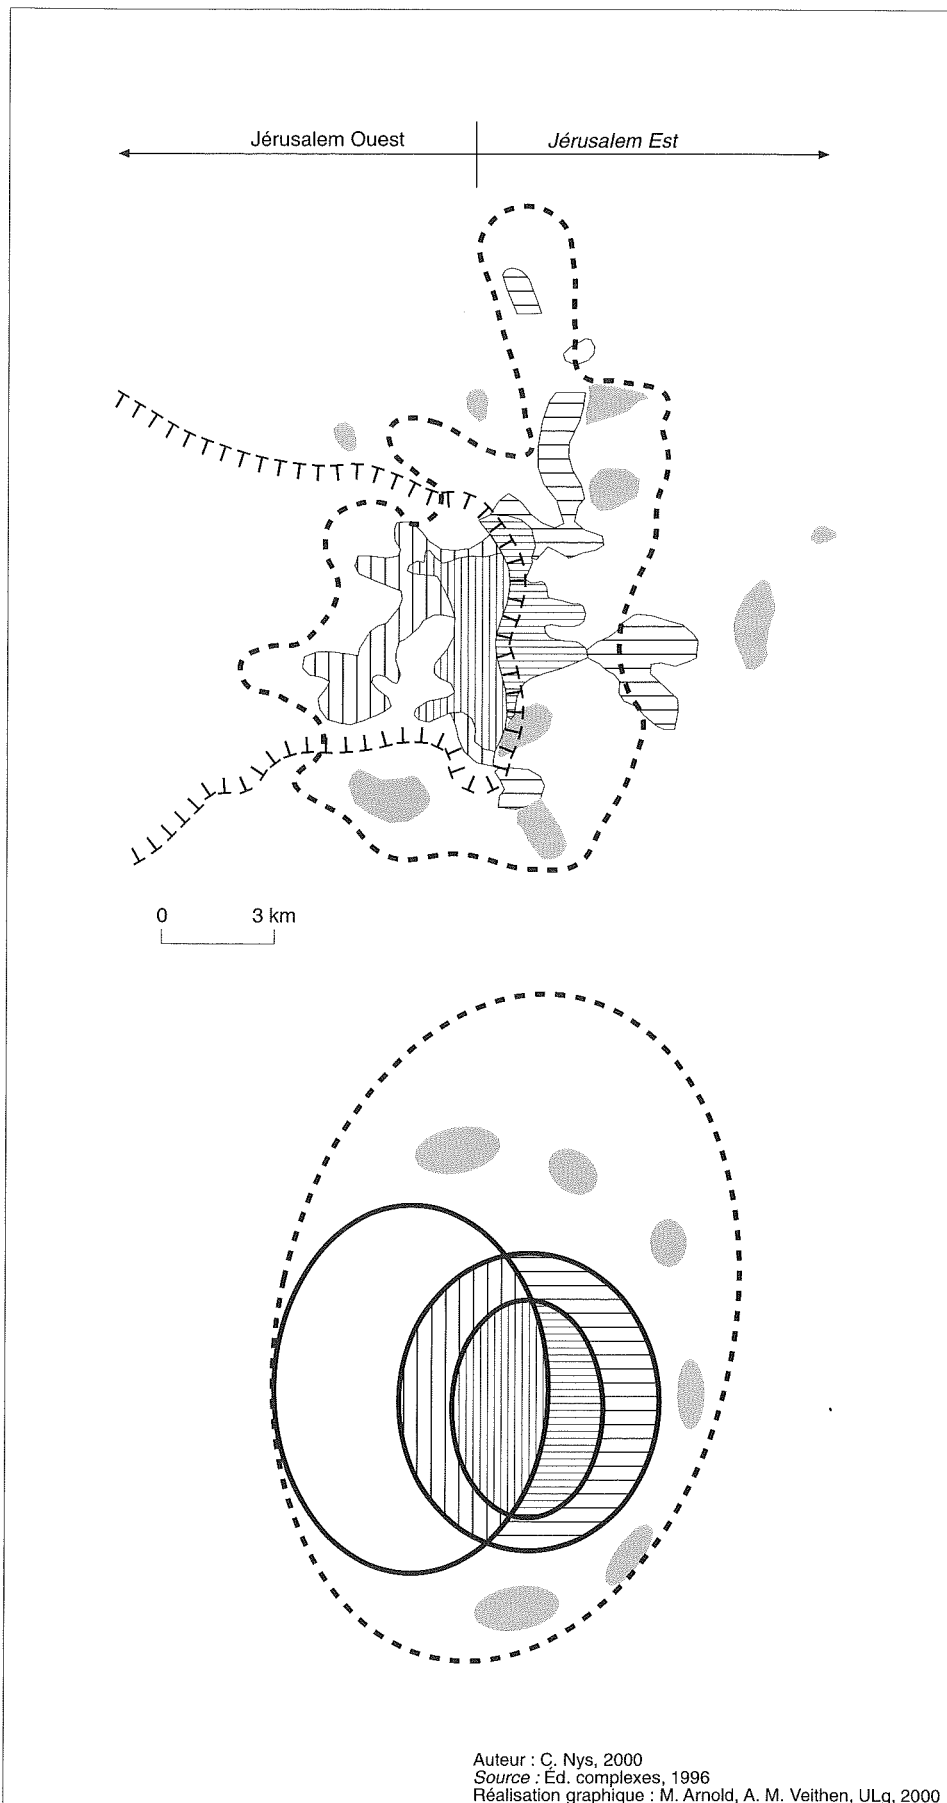 Jérusalem Ouest
Jérusalem Est
0 3 km
Auteur : C. Nys, 2000
Source : Éd. complexes, 1996
Réalisation graphique : M. Arnold, A. M. Veithen, ULg, 2000